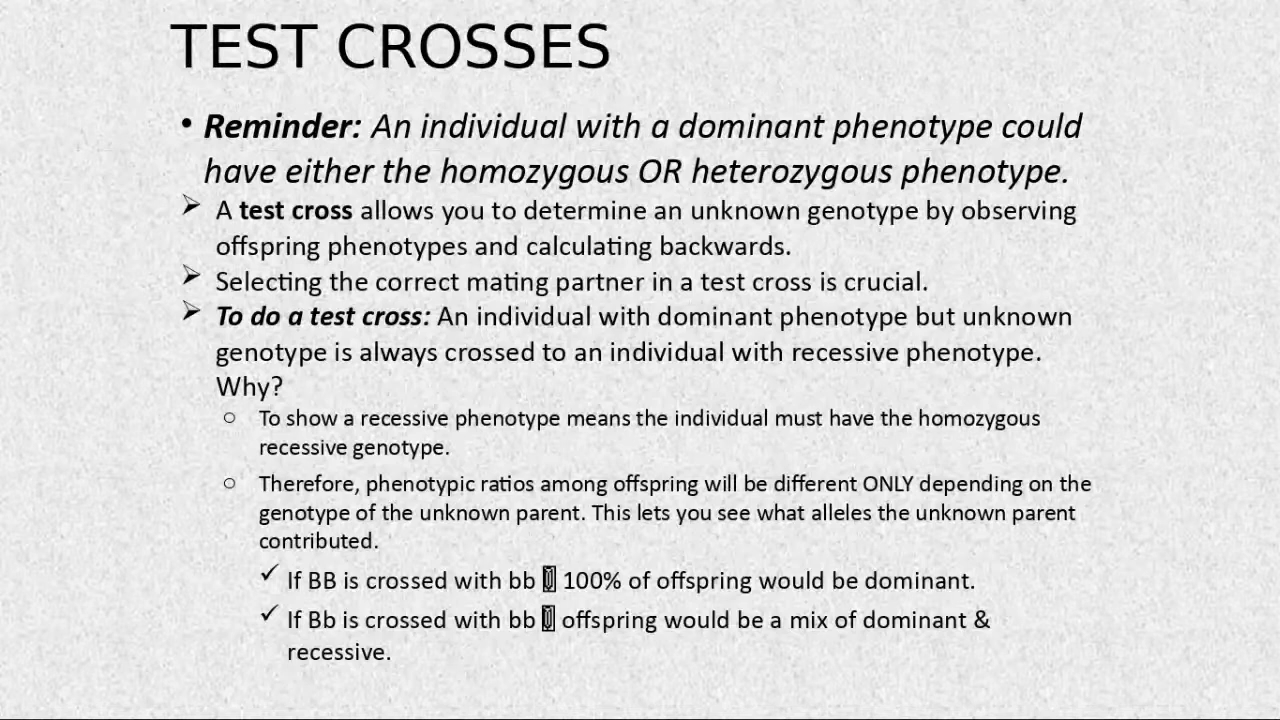 TEST CROSSES
• Reminder: An individual with a dominant phenotype could
have either the homozygous OR heterozygous phenotype.
➢ A test cross allows you to determine an unknown genotype by observing
offspring phenotypes and calculating backwards.
➢ Selecting the correct mating partner in a test cross is crucial.
➢ To do a test cross: An individual with dominant phenotype but unknown
genotype is always crossed to an individual with recessive phenotype.
Why?
○ To show a recessive phenotype means the individual must have the homozygous
recessive genotype.
○ Therefore, phenotypic ratios among offspring will be different ONLY depending on the
genotype of the unknown parent. This lets you see what alleles the unknown parent
contributed.
✓ If BB is crossed with bb 100% of offspring would be dominant.
✓ If Bb is crossed with bb offspring would be a mix of dominant &
recessive.